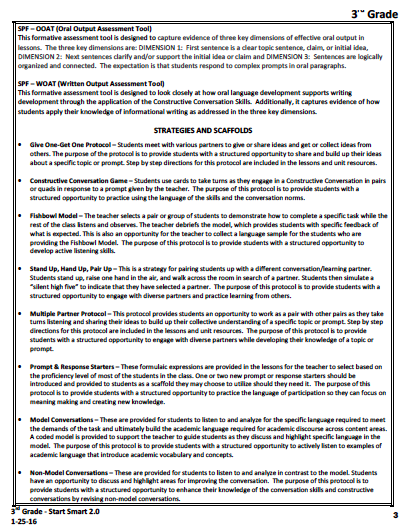 3rd Grade
SPF – OOAT (Oral Output Assessment Tool)
This formative assessment tool is designed to capture evidence of three key dimensions of effective oral output in
lessons. The three key dimensions are: DIMENSION 1: First sentence is a clear topic sentence, claim, or initial idea,
DIMENSION 2: Next sentences clarify and/or support the initial idea or claim and DIMENSION 3: Sentences are logically
organized and connected. The expectation is that students respond to complex prompts in oral paragraphs.
SPF – WOAT (Written Output Assessment Tool)
This formative assessment tool is designed to look closely at how oral language development supports writing
development through the application of the Constructive Conversation Skills. Additionally, it captures evidence of how
students apply their knowledge of informational writing as addressed in the three key dimensions.
STRATEGIES AND SCAFFOLDS
• Give One-Get One Protocol – Students meet with various partners to give or share ideas and get or collect ideas from
others. The purpose of the protocol is to provide students with a structured opportunity to share and build up their ideas
about a specific topic or prompt. Step by step directions for this protocol are included in the lessons and unit resources.
• Constructive Conversation Game – Students use cards to take turns as they engage in a Constructive Conversation in pairs
or quads in response to a prompt given by the teacher. The purpose of this protocol is to provide students with a
structured opportunity to practice using the language of the skills and the conversation norms.
• Fishbowl Model – The teacher selects a pair or group of students to demonstrate how to complete a specific task while the
rest of the class listens and observes. The teacher debriefs the model, which provides students with specific feedback of
what is expected. This is also an opportunity for the teacher to collect a language sample for the students who are
providing the Fishbowl Model. The purpose of this protocol is to provide students with a structured opportunity to
develop active listening skills.
• Stand Up, Hand Up, Pair Up – This is a strategy for pairing students up with a different conversation/learning partner.
Students stand up, raise one hand in the air, and walk across the room in search of a partner. Students then simulate a
"silent high five" to indicate that they have selected a partner. The purpose of this protocol is to provide students with a
structured opportunity to engage with diverse partners and practice learning from others.
• Multiple Partner Protocol – This protocol provides students an opportunity to work as a pair with other pairs as they take
turns listening and sharing their ideas to build up their collective understanding of a specific topic or prompt. Step by step
directions for this protocol are included in the lessons and unit resources. The purpose of this protocol is to provide
students with a structured opportunity to engage with diverse partners while developing their knowledge of a topic or
prompt.
• Prompt & Response Starters – These formulaic expressions are provided in the lessons for the teacher to select based on
the proficiency level of most of the students in the class. One or two new prompt or response starters should be
introduced and provided to students as a scaffold they may choose to utilize should they need it. The purpose of this
protocol is to provide students with a structured opportunity to practice the language of participation so they can focus on
meaning making and creating new knowledge.
• Model Conversations – These are provided for students to listen to and analyze for the specific language required to meet
the demands of the task and ultimately build the academic language required for academic discourse across content areas.
A coded model is provided to support the teacher to guide students as they discuss and highlight specific language in the
model. The purpose of this protocol is to provide students with a structured opportunity to actively listen to examples of
academic language that introduce academic vocabulary and concepts.
• Non-Model Conversations – These are provided for students to listen to and analyze in contrast to the model. Students
have an opportunity to discuss and highlight areas for improving the conversation. The purpose of this protocol is to
provide students with a structured opportunity to enhance their knowledge of the conversation skills and constructive
conversations by revising non-model conversations.
3rd Grade - Start Smart 2.0
1-25-16
3